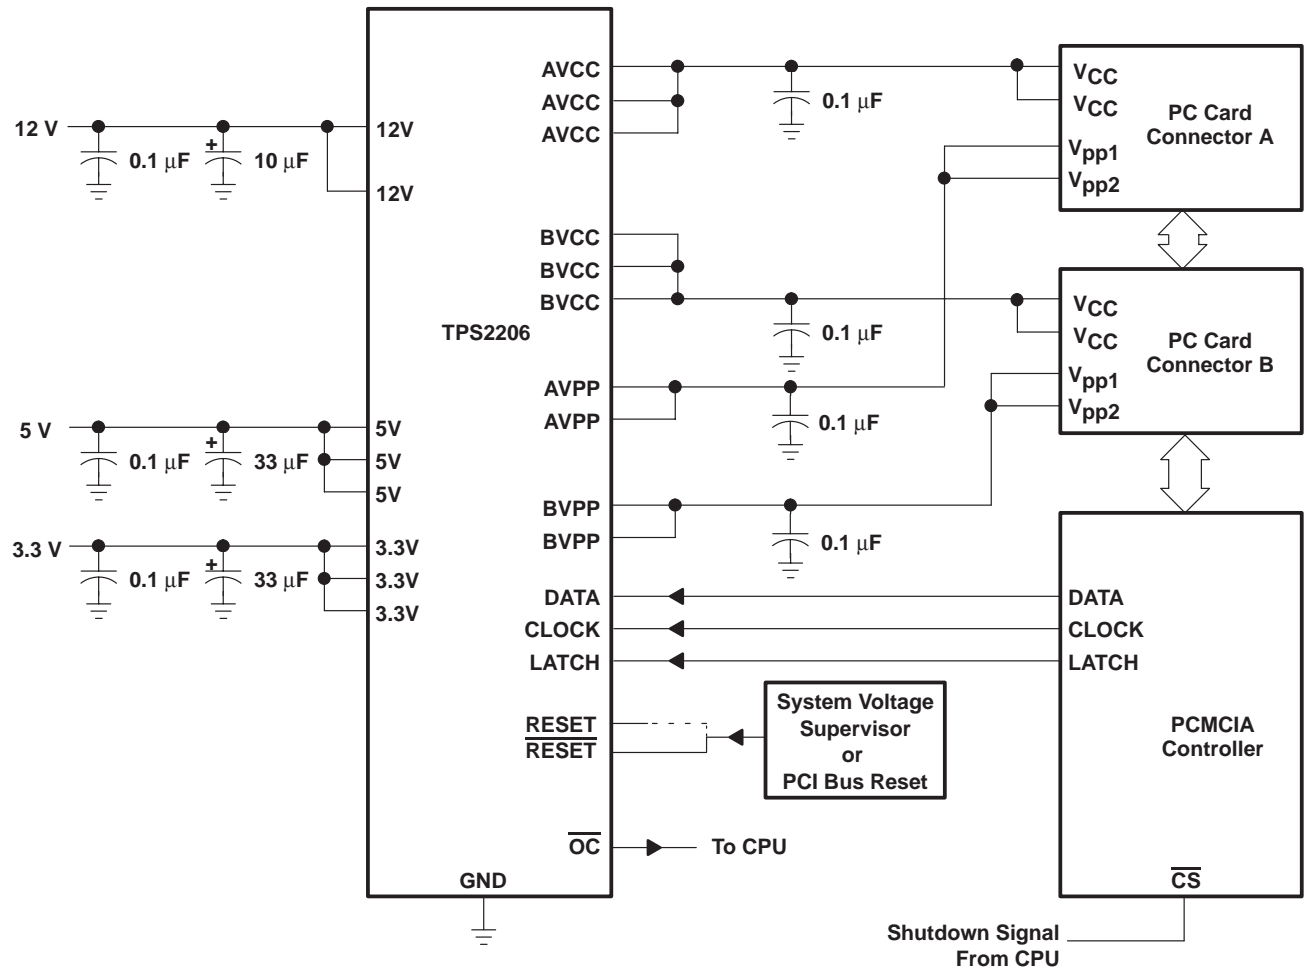 12 V
0.1 μF
+
10 μF
12V
12V
5 V
0.1 μF
+
33 μF
5V
5V
5V
3.3 V
0.1 μF
+
33 μF
3.3V
3.3V
3.3V
TPS2206
GND
AVCC
AVCC
AVCC
BVCC
BVCC
BVCC
AVPP
AVPP
BVPP
BVPP
DATA
CLOCK
LATCH
RESET
RESET
OC
0.1 μF
0.1 μF
0.1 μF
0.1 μF
System Voltage
Supervisor
or
PCI Bus Reset
To CPU
VCC
VCC
Vpp1
Vpp2
PC Card
Connector A
VCC
VCC
Vpp1
Vpp2
PC Card
Connector B
DATA
CLOCK
LATCH
PCMCIA
Controller
CS
Shutdown Signal
From CPU